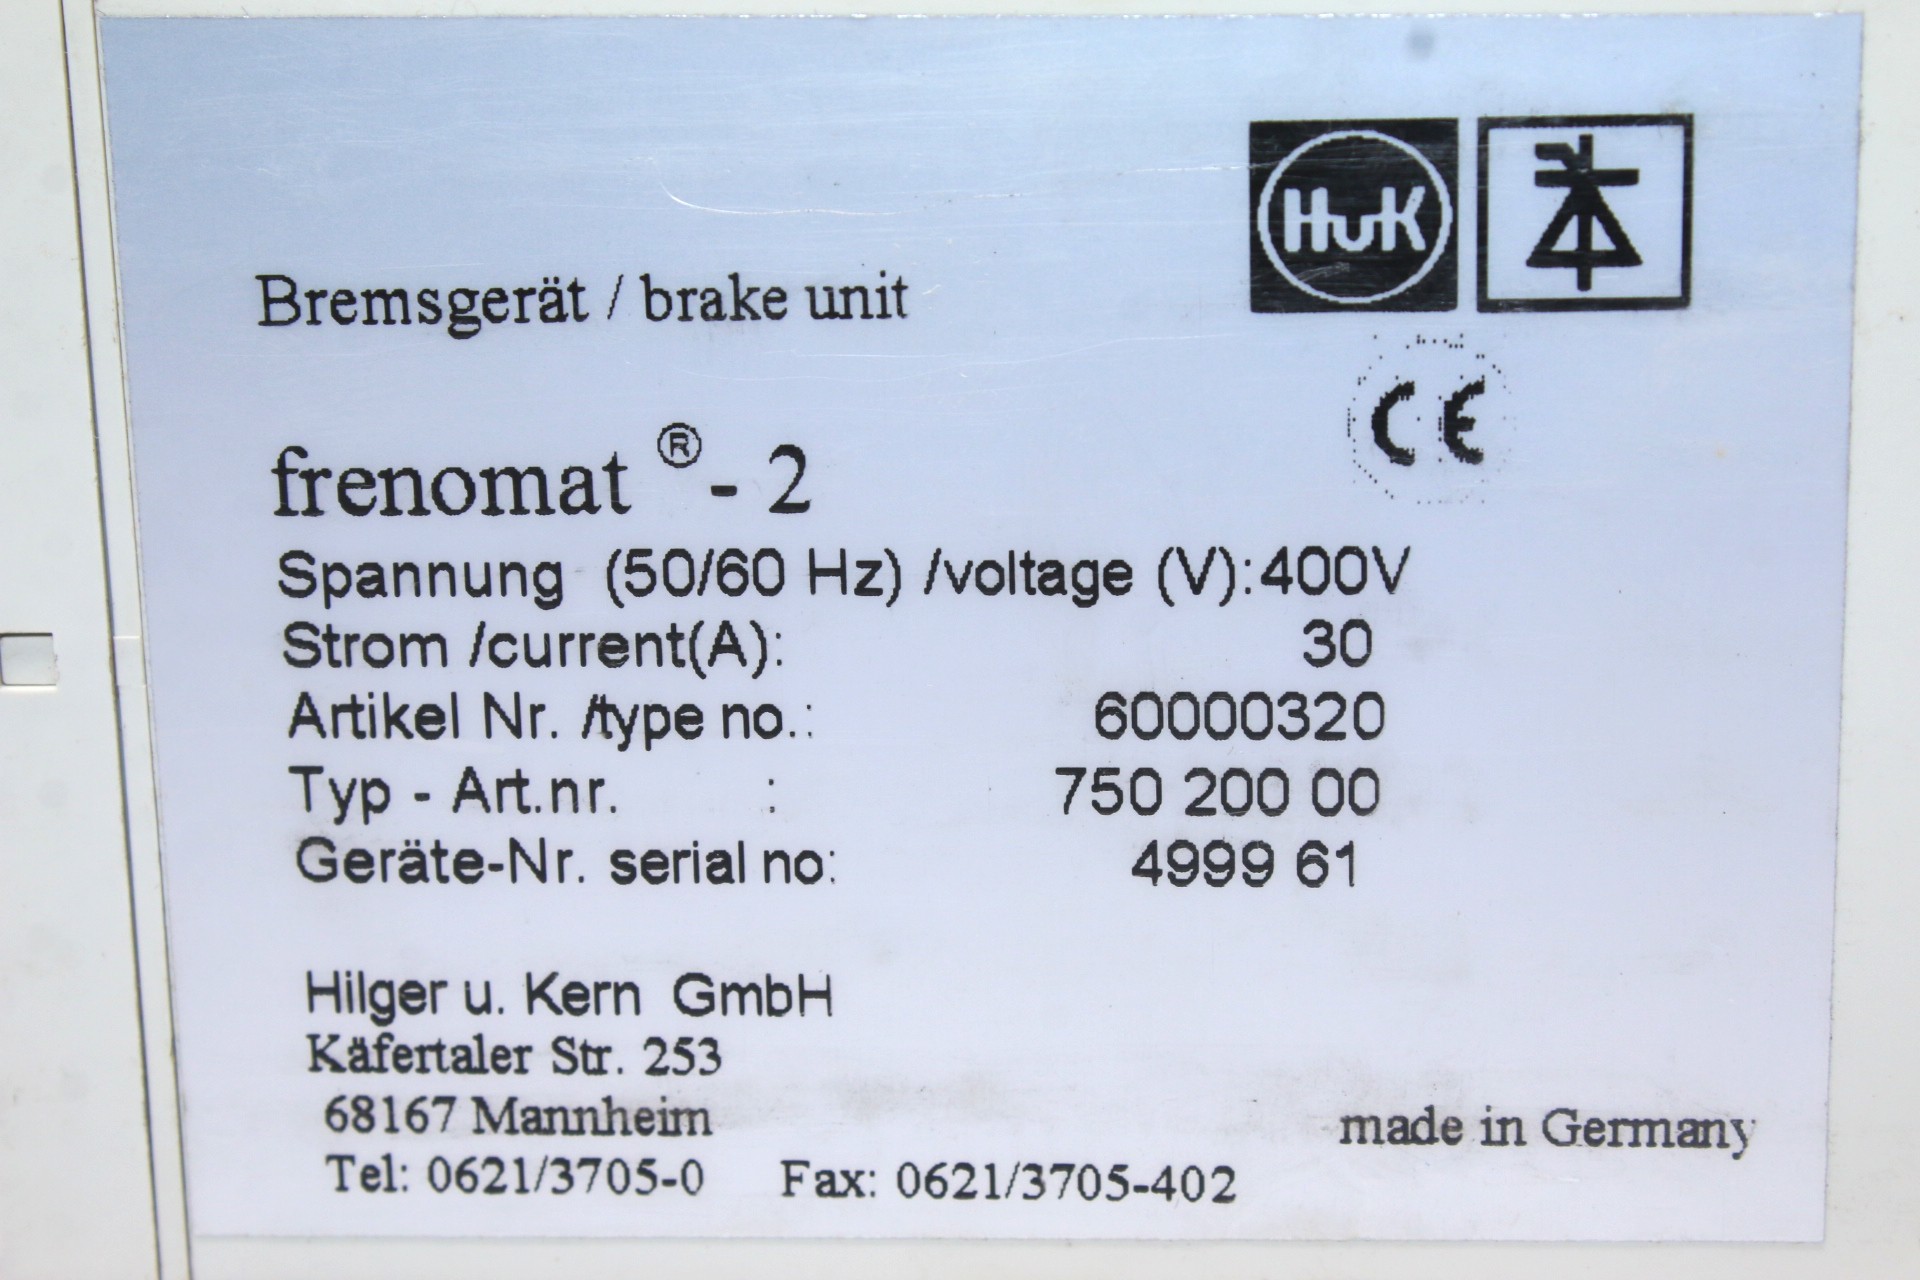 HuK
Bremsgerät / brake unit
CE
frenomat ® - 2
Spannung (50/60 Hz) /voltage (V):400V
Strom /current(A): 30
Artikel Nr. /type no.: 60000320
Typ - Art.nr. : 750 200 00
Geräte-Nr. serial no: 4999 61
Hilger u. Kern GmbH
Käfertaler Str. 253
68167 Mannheim
made in Germany
Tel: 0621/3705-0 Fax: 0621/3705-402